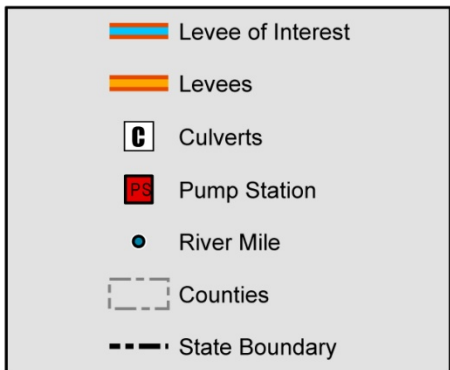 Levee of Interest
Levees
C Culverts
PS Pump Station
River Mile
Counties
State Boundary